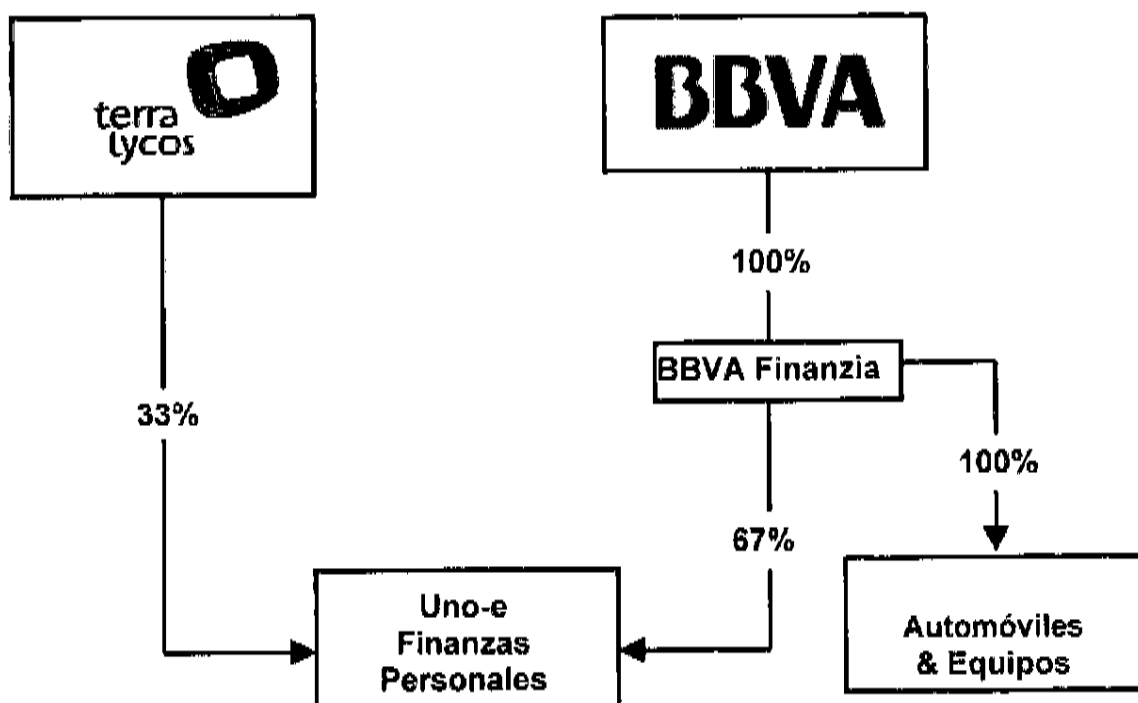 terra
lycos
BBVA
100%
BBVA Finanzia
33%
100%
67%
Uno-e
Finanzas
Personales
Automóviles
& Equipos